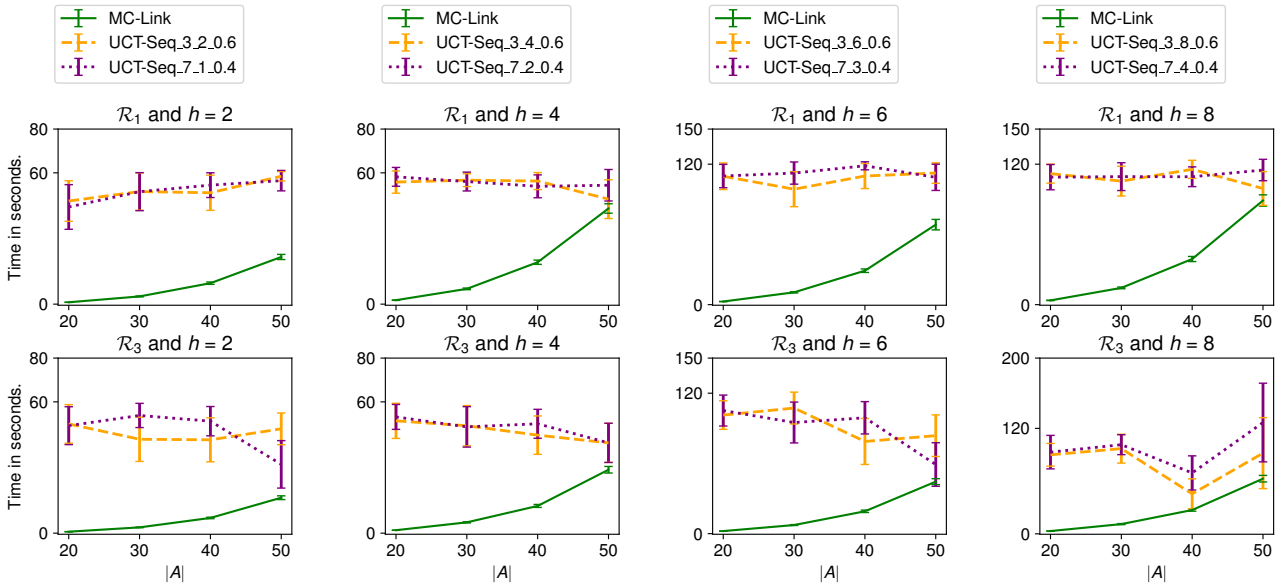 MC-Link
UCT-Seq_3_2_0.6
UCT-Seq_7_1_0.4
MC-Link
UCT-Seq_3_4_0.6
UCT-Seq_7_2_0.4
MC-Link
UCT-Seq_3_6_0.6
UCT-Seq_7_3_0.4
MC-Link
UCT-Seq_3_8_0.6
UCT-Seq_7_4_0.4
ℛ₁ and h = 2
80
60
0
Time in seconds.
20 30 40 50
ℛ₁ and h = 4
80
60
0
20 30 40 50
ℛ₁ and h = 6
150
120
0
20 30 40 50
ℛ₁ and h = 8
150
120
0
20 30 40 50
ℛ₃ and h = 2
80
60
0
Time in seconds.
20 30 40 50
|A|
ℛ₃ and h = 4
80
60
0
20 30 40 50
|A|
ℛ₃ and h = 6
150
120
0
20 30 40 50
|A|
ℛ₃ and h = 8
200
120
0
20 30 40 50
|A|